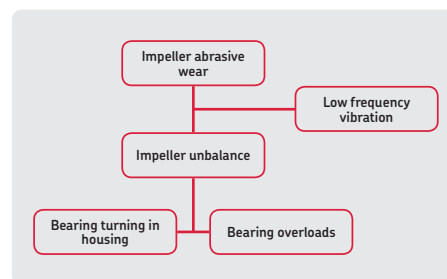 Impeller abrasive
wear
Low frequency
vibration
Impeller unbalance
Bearing turning in
housing
Bearing overloads